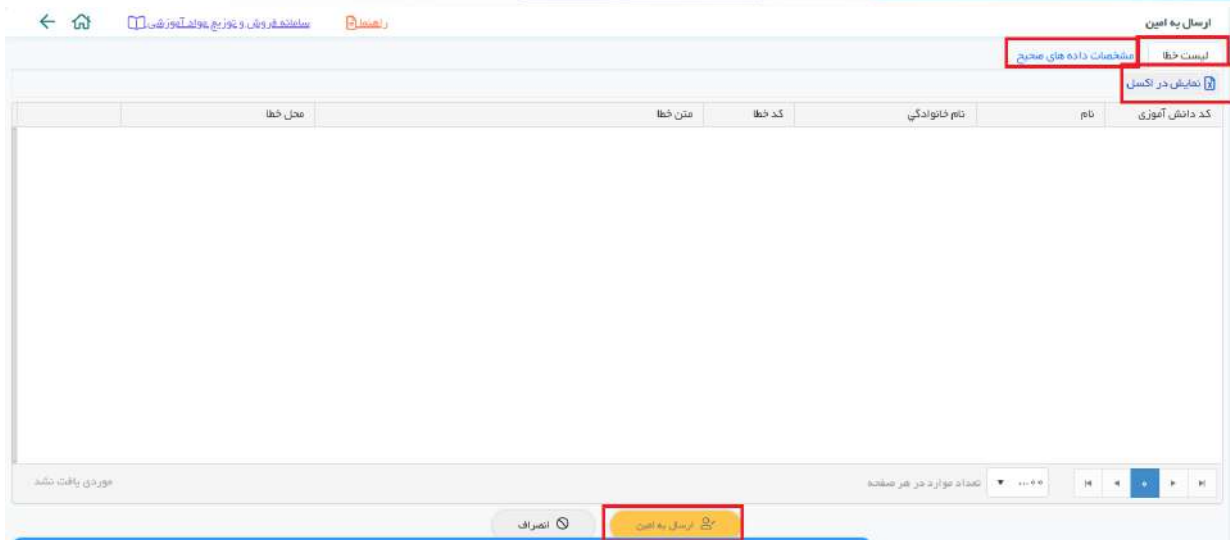 ارسال به امین
راهنما
سامانه فروش و توزیع مواد آموزشی
لیست خطا
مشخصات داده های صحیح
نمایش در اکسل
کد دانش آموزی نام نام خانوادگی کد خطا متن خطا محل خطا
تعداد موارد در هر صفحه
موردی یافت نشد
ارسال به امین
انصراف